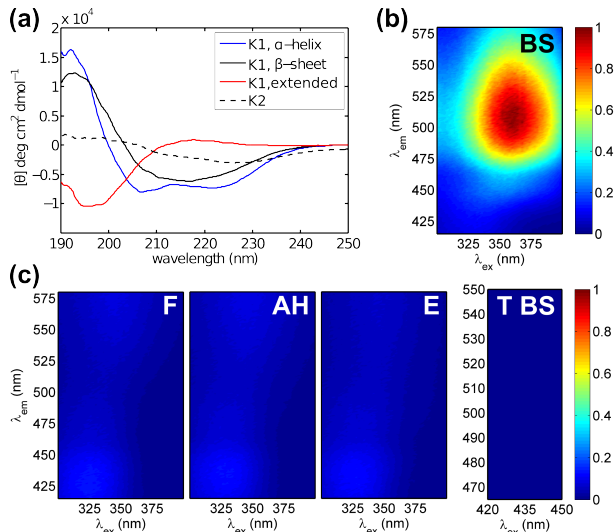 (a)
x 10⁴
2
1.5
1
0.5
0
−0.5
−1
[θ] deg cm² dmol⁻¹
190 200 210 220 230 240 250
wavelength (nm)
K1, α−helix
K1, β−sheet
K1,extended
K2
(b)
BS
575
550
525
500
475
450
425
λem (nm)
325 350 375
λex (nm)
1
0.8
0.6
0.4
0.2
0
(c)
F
AH
E
T BS
575
550
525
500
475
450
425
λem (nm)
325 350 375
λex (nm)
325 350 375
λex (nm)
325 350 375
λex (nm)
550
540
530
520
510
500
490
480
470
420 435 450
λex (nm)
1
0.8
0.6
0.4
0.2
0